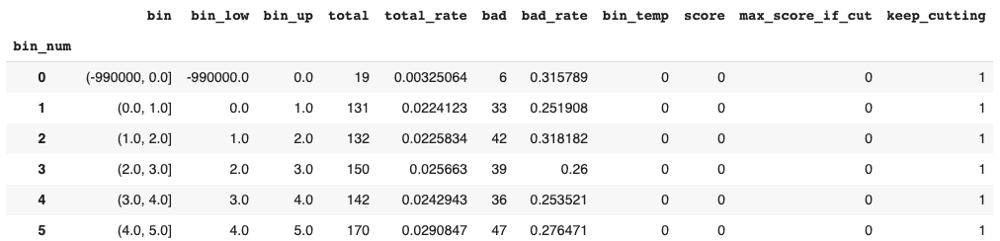 bin bin_low bin_up total total_rate bad bad_rate bin_temp score max_score_if_cut keep_cutting
bin_num
0 (-990000, 0.0] -990000.0 0.0 19 0.00325064 6 0.315789 0 0 0 1
1 (0.0, 1.0] 0.0 1.0 131 0.0224123 33 0.251908 0 0 0 1
2 (1.0, 2.0] 1.0 2.0 132 0.0225834 42 0.318182 0 0 0 1
3 (2.0, 3.0] 2.0 3.0 150 0.025663 39 0.26 0 0 0 1
4 (3.0, 4.0] 3.0 4.0 142 0.0242943 36 0.253521 0 0 0 1
5 (4.0, 5.0] 4.0 5.0 170 0.0290847 47 0.276471 0 0 0 1